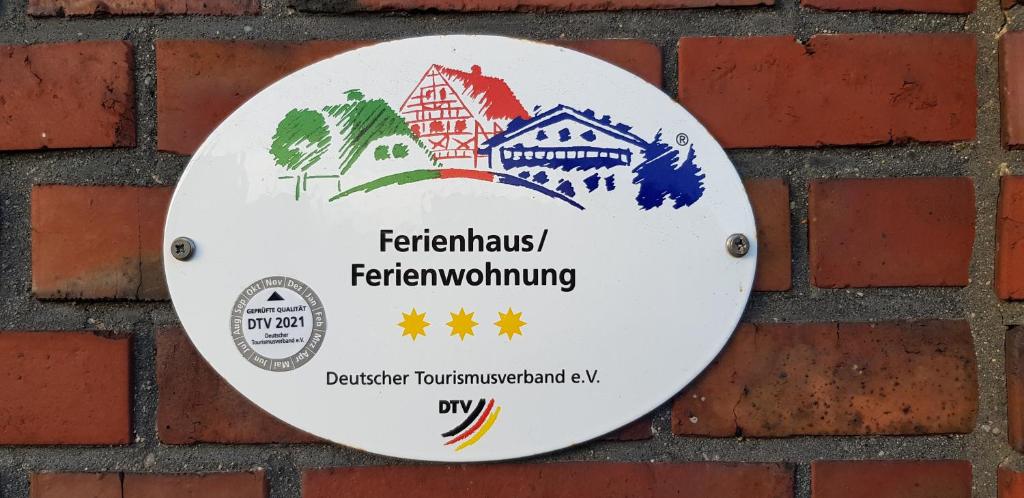 ®
Ferienhaus/
Ferienwohnung
Jan Feb Mrz Apr Mai Jun Jul Aug Sep Okt Nov Dez
GEPRÜFTE QUALITÄT
DTV 2021
Deutscher
Tourismusverband e.V.
Deutscher Tourismusverband e.V.
DTV